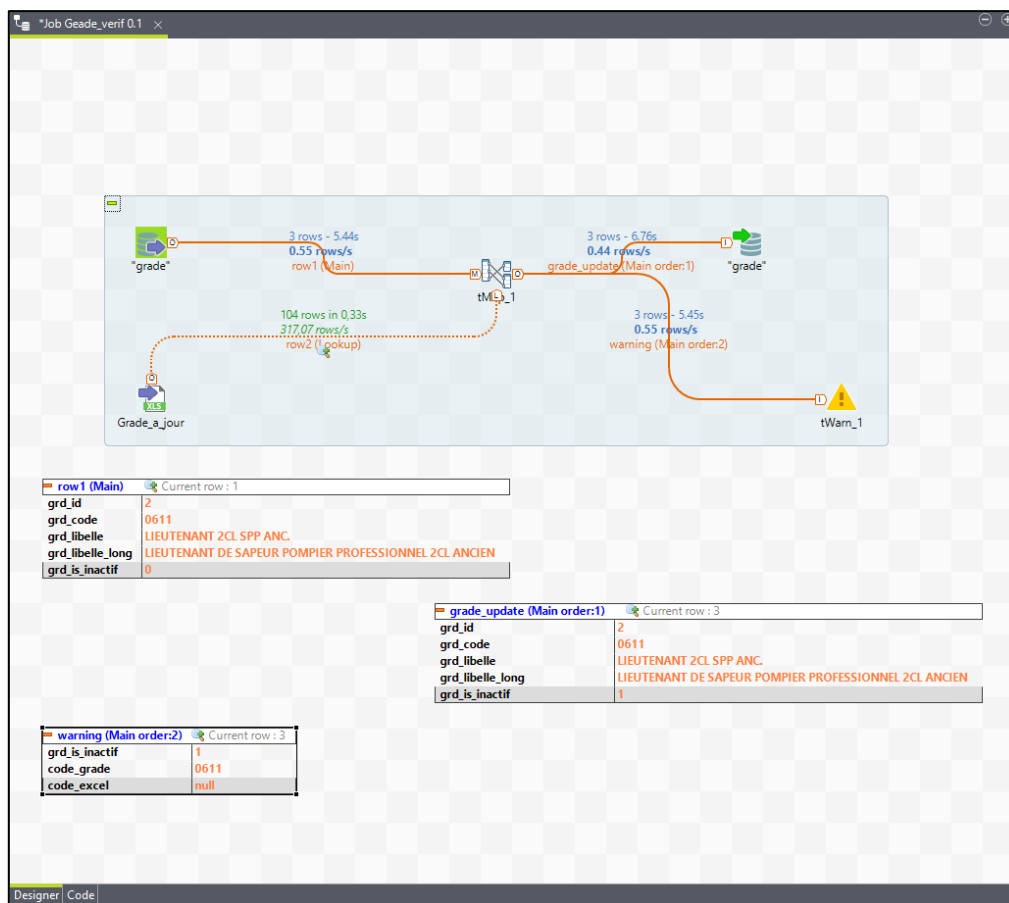 *Job Geade_verif 0.1
3 rows - 5.44s
0.55 rows/s
row1 (Main)
"grade"
3 rows - 6.76s
0.44 rows/s
grade_update (Main order:1)
"grade"
tMap_1
104 rows in 0,33s
317,07 rows/s
row2 (Lookup)
3 rows - 5.45s
0.55 rows/s
warning (Main order:2)
XLS
Grade_a_jour
tWarn_1
row1 (Main) Current row : 1
grd_id 2
grd_code 0611
grd_libelle LIEUTENANT 2CL SPP ANC.
grd_libelle_long LIEUTENANT DE SAPEUR POMPIER PROFESSIONNEL 2CL ANCIEN
grd_is_inactif 0
grade_update (Main order:1) Current row : 3
grd_id 2
grd_code 0611
grd_libelle LIEUTENANT 2CL SPP ANC.
grd_libelle_long LIEUTENANT DE SAPEUR POMPIER PROFESSIONNEL 2CL ANCIEN
grd_is_inactif 1
warning (Main order:2) Current row : 3
grd_is_inactif 1
code_grade 0611
code_excel null
Designer Code